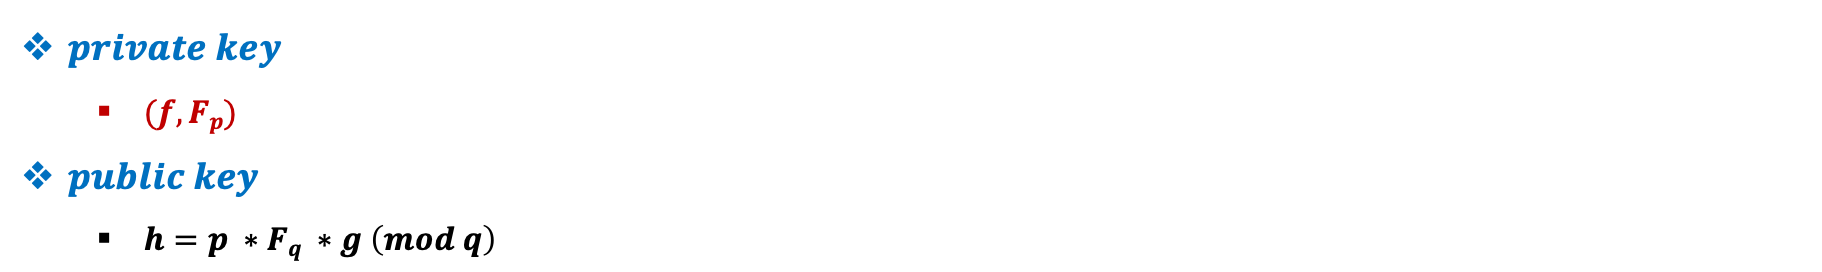 ❖ private key
▪ (f, F_p)
❖ public key
▪ h = p * F_q * g (mod q)